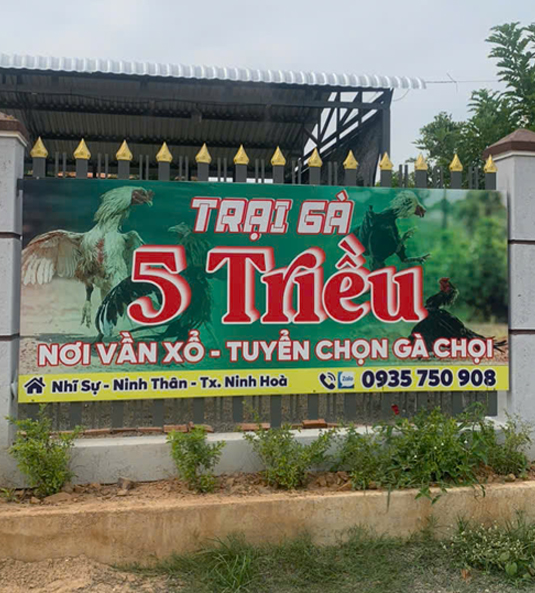 TRẠI GÀ
5 Triều
NƠI VẦN XỔ - TUYỂN CHỌN GÀ CHỌI
Nhĩ Sự - Ninh Thân - Tx. Ninh Hoà Zalo 0935 750 908